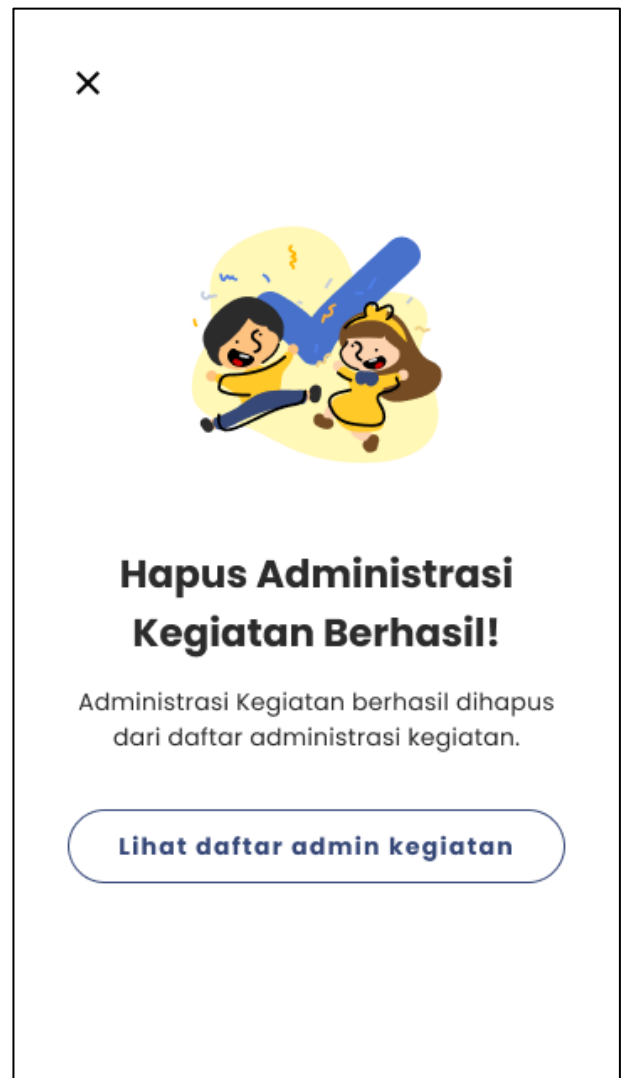 Hapus Administrasi
Kegiatan Berhasil!
Administrasi Kegiatan berhasil dihapus
dari daftar administrasi kegiatan.
Lihat daftar admin kegiatan